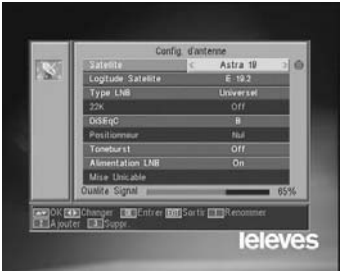 Config. d'antenne
Satellite < Astra 19 >
Logitude Satellite E 19.2
Type LNB Universel
22K Off
DiSEqC B
Positionneur Nul
Toneburst Off
Alimentation LNB On
Mise Unicable
Qualite Signal 65%
OK Changer Entrer EXIT Sortir Renommer
Ajouter Suppr.
televes